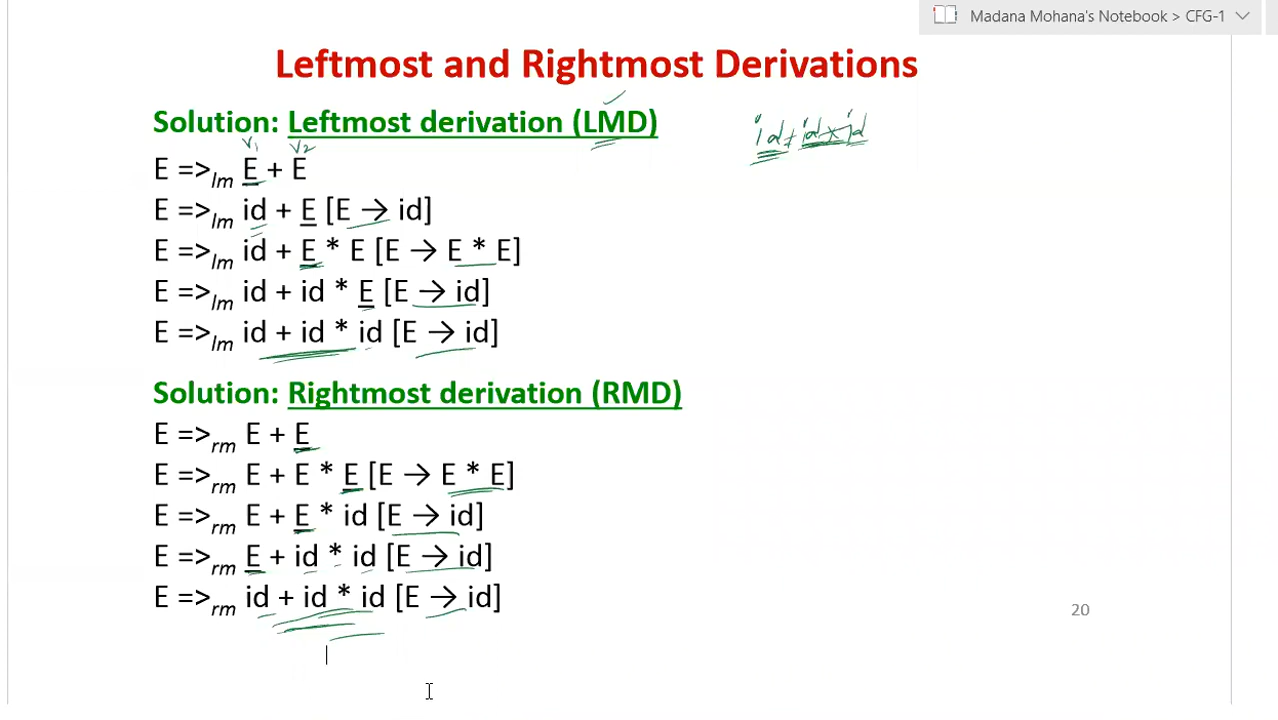 Madana Mohana's Notebook > CFG-1
Leftmost and Rightmost Derivations
Solution: Leftmost derivation (LMD)
id + id * id
V1 V2
E =>lm E + E
E =>lm id + E [E → id]
E =>lm id + E * E [E → E * E]
E =>lm id + id * E [E → id]
E =>lm id + id * id [E → id]
Solution: Rightmost derivation (RMD)
E =>rm E + E
E =>rm E + E * E [E → E * E]
E =>rm E + E * id [E → id]
E =>rm E + id * id [E → id]
E =>rm id + id * id [E → id]
20